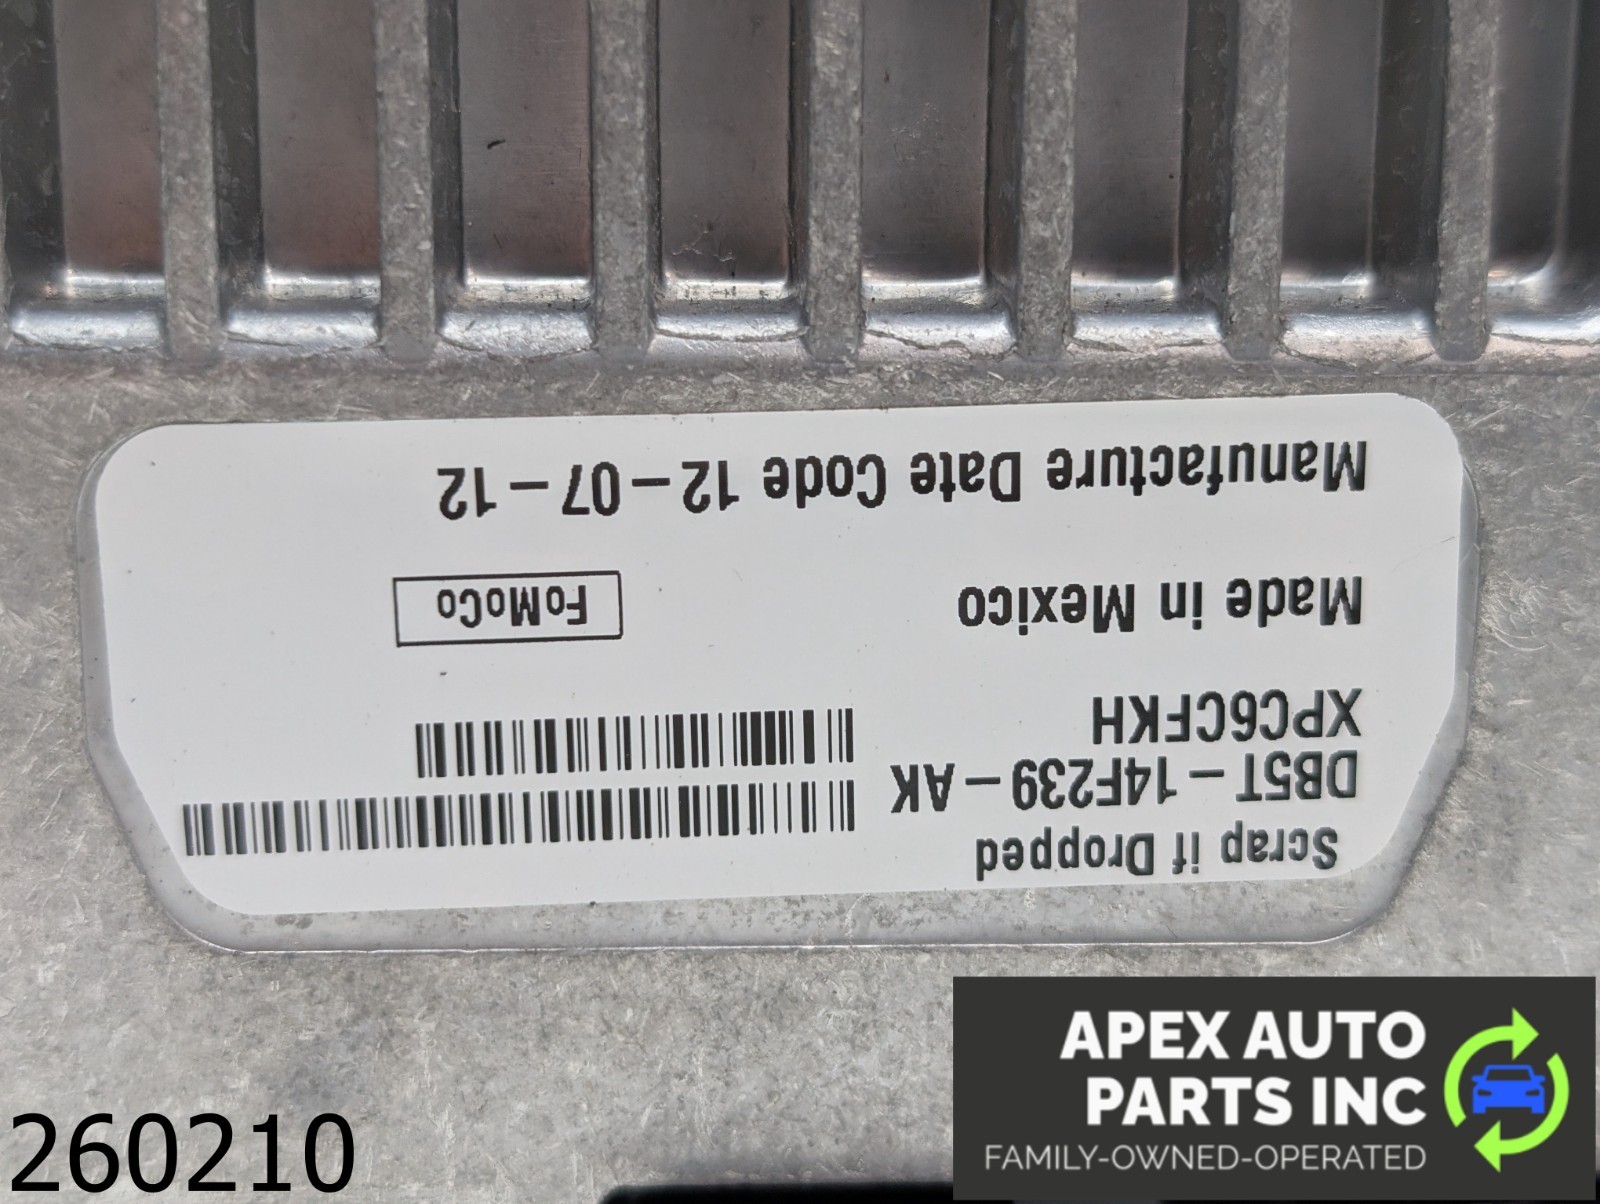 Scrap if Dropped
DB5T-14F239-AK
XPC6CFKH
Made in Mexico
FoMoCo
Manufacture Date Code 12-07-12
APEX AUTO
PARTS INC
FAMILY-OWNED-OPERATED
260210